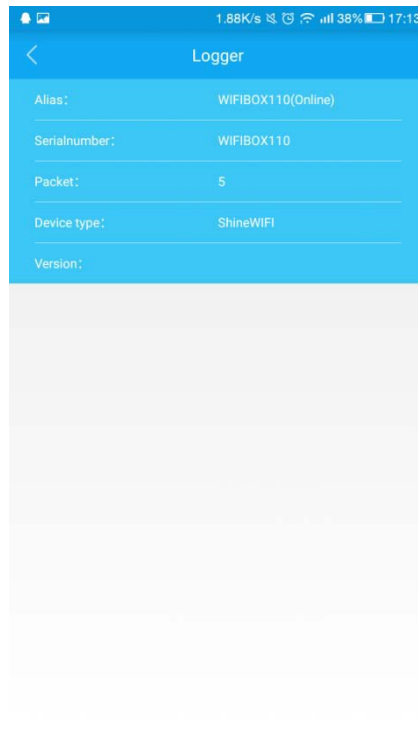 1.88K/s 38% 17:13
Logger
Alias: WIFIBOX110(Online)
Serialnumber: WIFIBOX110
Packet: 5
Device type: ShineWIFI
Version: